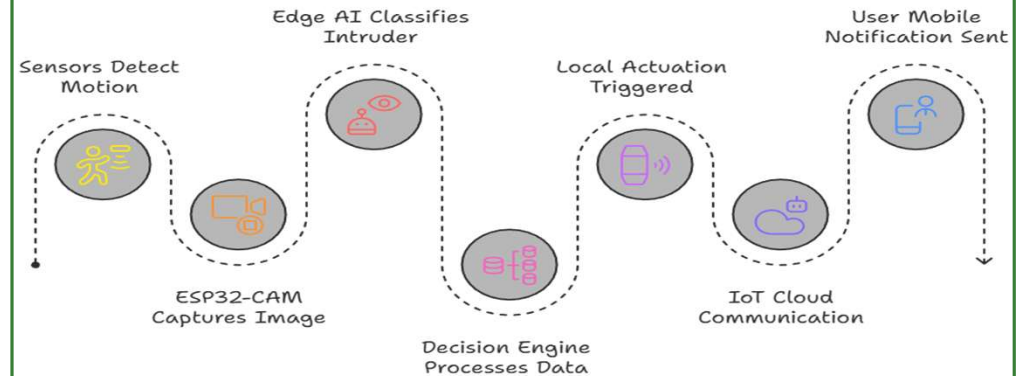 Sensors Detect
Motion
ESP32-CAM
Captures Image
Edge AI Classifies
Intruder
Decision Engine
Processes Data
Local Actuation
Triggered
IoT Cloud
Communication
User Mobile
Notification Sent